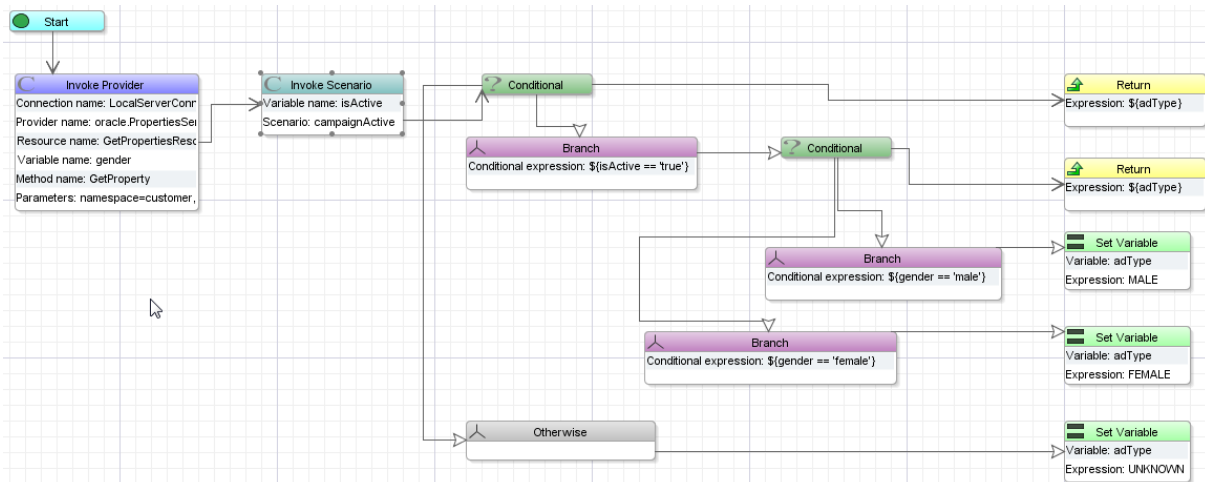 Start
Invoke Provider
Connection name: LocalServerConn
Provider name: oracle.PropertiesSer
Resource name: GetPropertiesResc
Variable name: gender
Method name: GetProperty
Parameters: namespace=customer,
Invoke Scenario
Variable name: isActive
Scenario: campaignActive
Conditional
Return
Expression: ${adType}
Branch
Conditional expression: ${isActive == 'true'}
Conditional
Return
Expression: ${adType}
Branch
Conditional expression: ${gender == 'male'}
Set Variable
Variable: adType
Expression: MALE
Branch
Conditional expression: ${gender == 'female'}
Set Variable
Variable: adType
Expression: FEMALE
Otherwise
Set Variable
Variable: adType
Expression: UNKNOWN